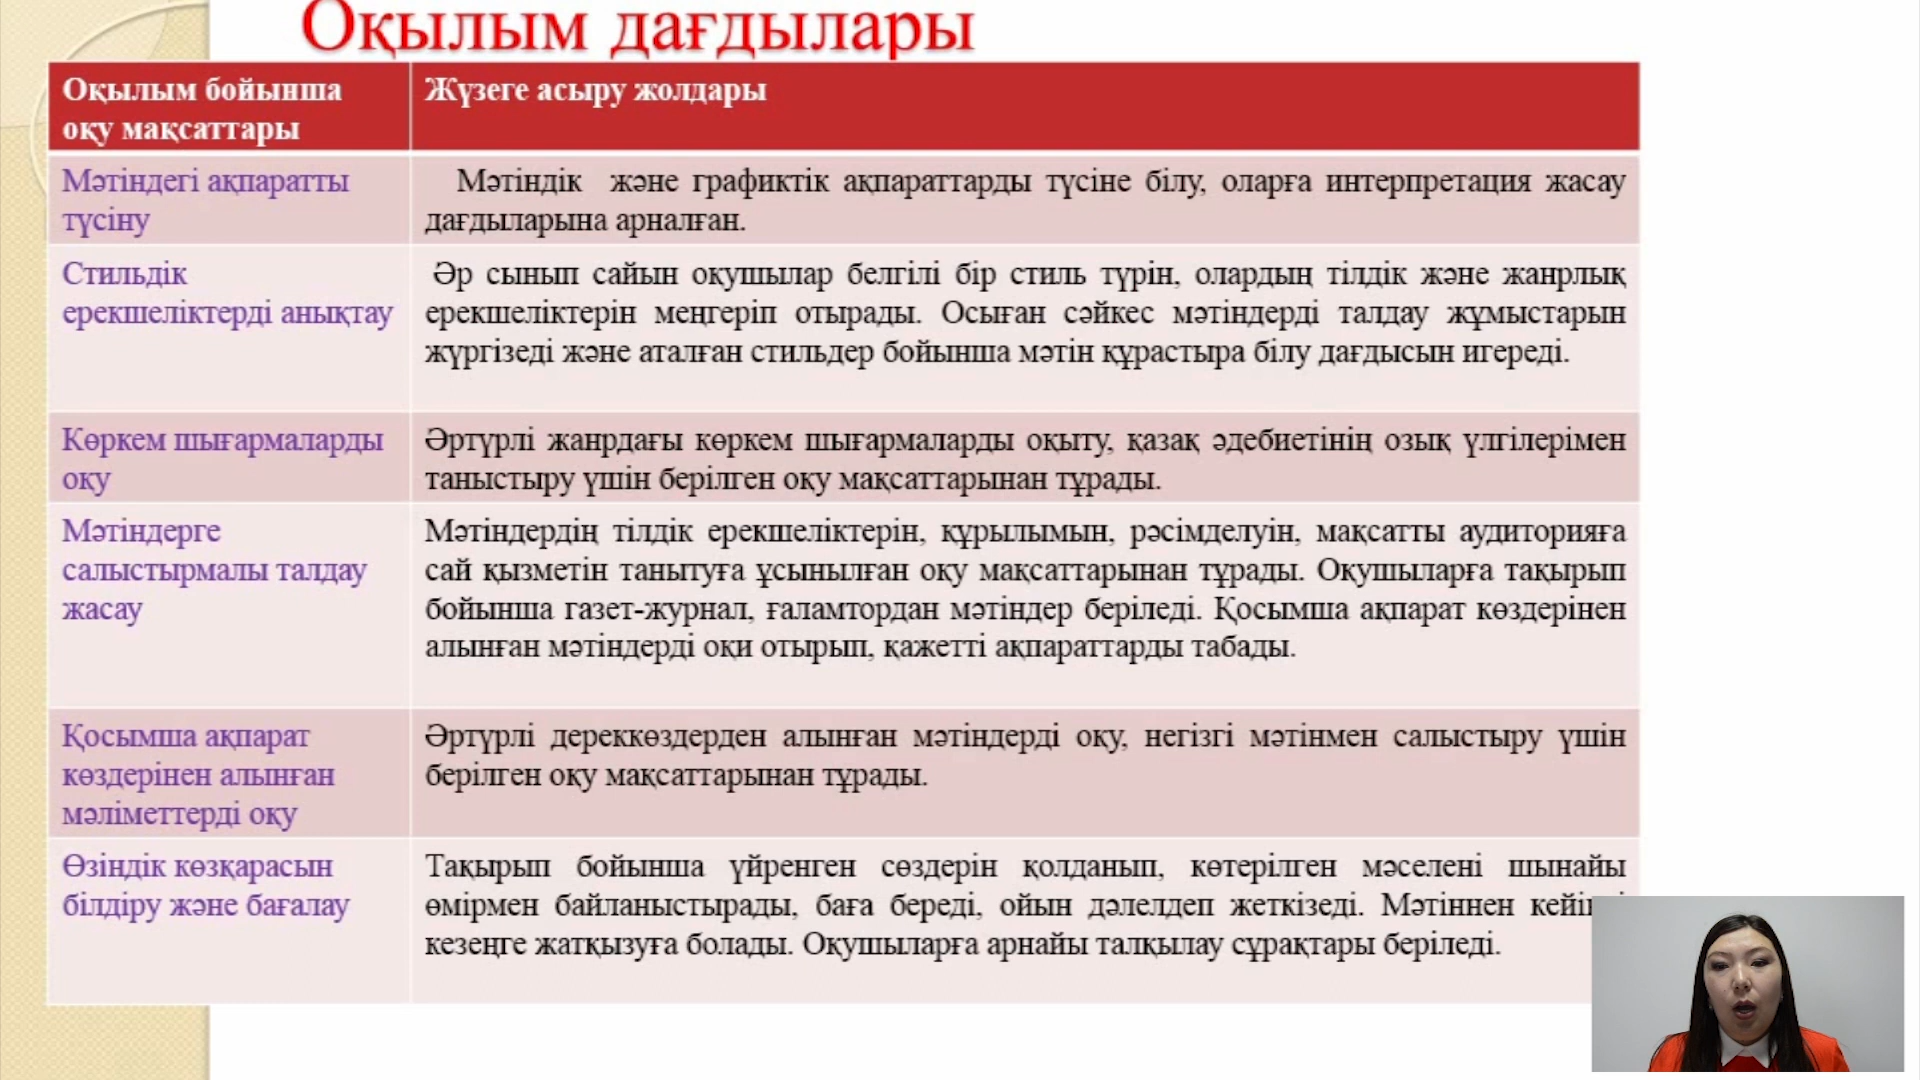 Оқылым дағдылары
Оқылым бойынша
оқу мақсаттары
Жүзеге асыру жолдары
Мәтіндегі ақпаратты
түсіну
Мәтіндік және графиктік ақпараттарды түсіне білу, оларға интерпретация жасау
дағдыларына арналған.
Стильдік
ерекшеліктерді анықтау
Әр сынып сайын оқушылар белгілі бір стиль түрін, олардың тілдік және жанрлық
ерекшеліктерін меңгеріп отырады. Осыған сәйкес мәтіндерді талдау жұмыстарын
жүргізеді және аталған стильдер бойынша мәтін құрастыра білу дағдысын игереді.
Көркем шығармаларды
оқу
Әртүрлі жанрдағы көркем шығармаларды оқыту, қазақ әдебиетінің озық үлгілерімен
таныстыру үшін берілген оқу мақсаттарынан тұрады.
Мәтіндерге
салыстырмалы талдау
жасау
Мәтіндердің тілдік ерекшеліктерін, құрылымын, рәсімделуін, мақсатты аудиторияға
сай қызметін танытуға ұсынылған оқу мақсаттарынан тұрады. Оқушыларға тақырып
бойынша газет-журнал, ғаламтордан мәтіндер беріледі. Қосымша ақпарат көздерінен
алынған мәтіндерді оқи отырып, қажетті ақпараттарды табады.
Қосымша ақпарат
көздерінен алынған
мәліметтерді оқу
Әртүрлі дереккөздерден алынған мәтіндерді оқу, негізгі мәтінмен салыстыру үшін
берілген оқу мақсаттарынан тұрады.
Өзіндік көзқарасын
білдіру және бағалау
Тақырып бойынша үйренген сөздерін қолданып, көтерілген мәселені шынайы
өмірмен байланыстырады, баға береді, ойын дәлелдеп жеткізеді. Мәтіннен
кезеңге жатқызуға болады. Оқушыларға арнайы талқылау сұрақтары беріледі.